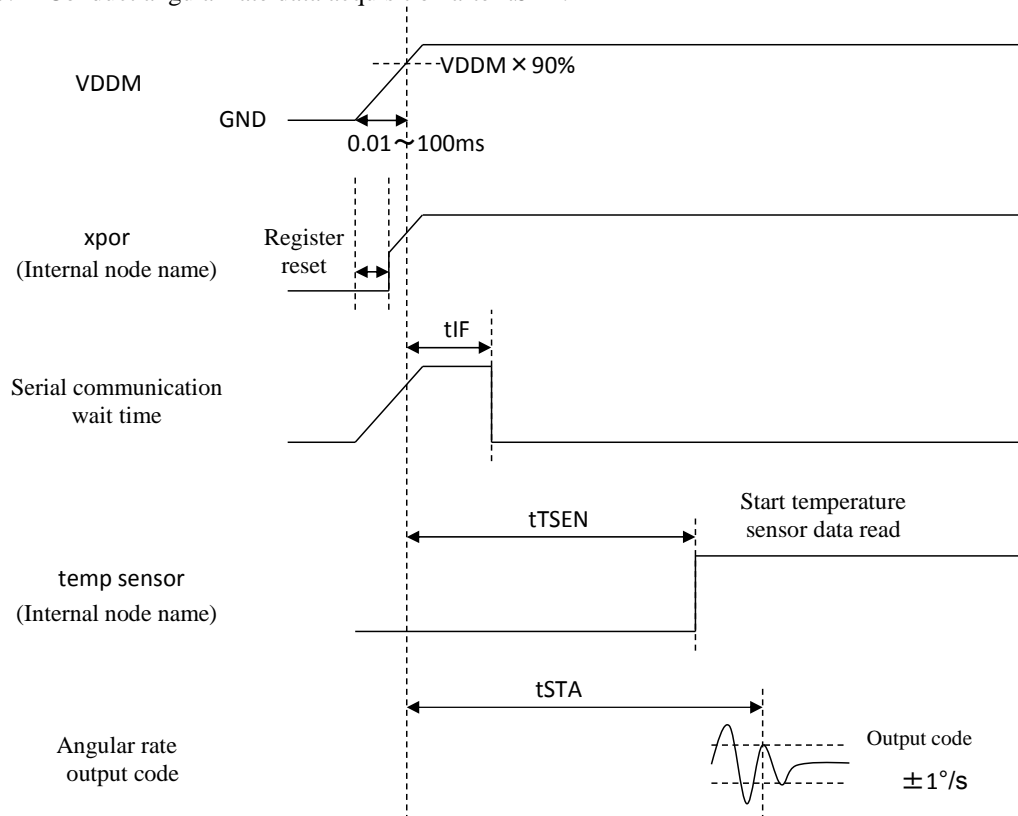 VDDM
VDDM×90%
GND
0.01～100ms
xpor
(Internal node name)
Register
reset
tIF
Serial communication
wait time
tTSEN
Start temperature
sensor data read
temp sensor
(Internal node name)
tSTA
Angular rate
output code
Output code
±1°/s